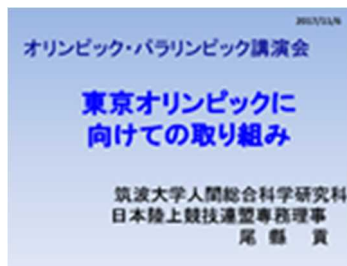 2017/11/6
オリンピック・パラリンピック講演会
東京オリンピックに
向けての取り組み
筑波大学人間総合科学研究科
日本陸上競技連盟専務理事
尾 縣 貢